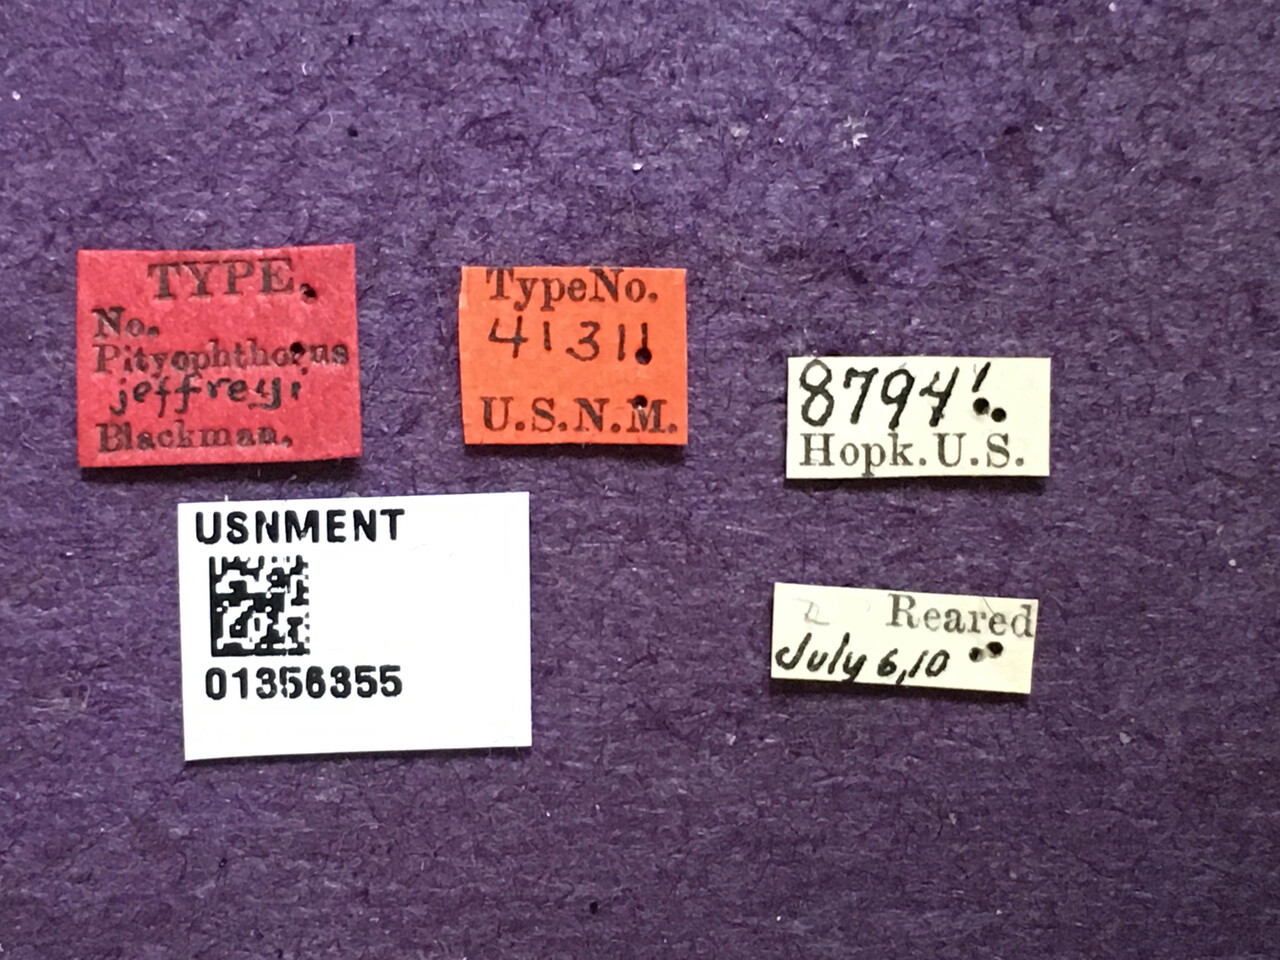 TYPE.
No.
Pityophthorus
jeffreyi
Blackman.
TypeNo.
41311
U.S.N.M.
8794'
Hopk.U.S.
Reared
July 6, 10
USNMENT
01356355